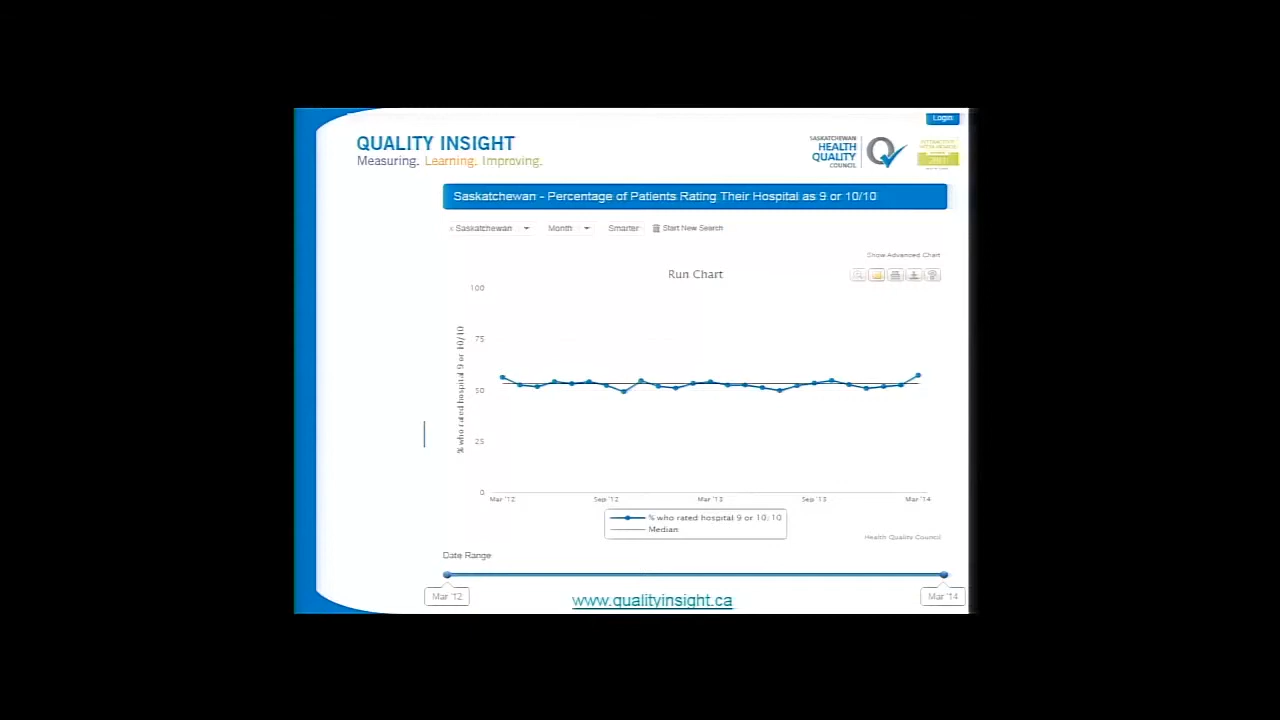 Login
QUALITY INSIGHT
Measuring. Learning. Improving.
SASKATCHEWAN
HEALTH
QUALITY
COUNCIL
Saskatchewan - Percentage of Patients Rating Their Hospital as 9 or 10/10
x Saskatchewan
Month
Smarter
Start New Search
Show Advanced Chart
Run Chart
% who rated hospital 9 or 10/10
100
75
50
25
0
Mar '12
Sep '12
Mar '13
Sep '13
Mar '14
% who rated hospital 9 or 10/10
Median
Health Quality Council
Date Range
Mar '12
Mar '14
www.qualityinsight.ca